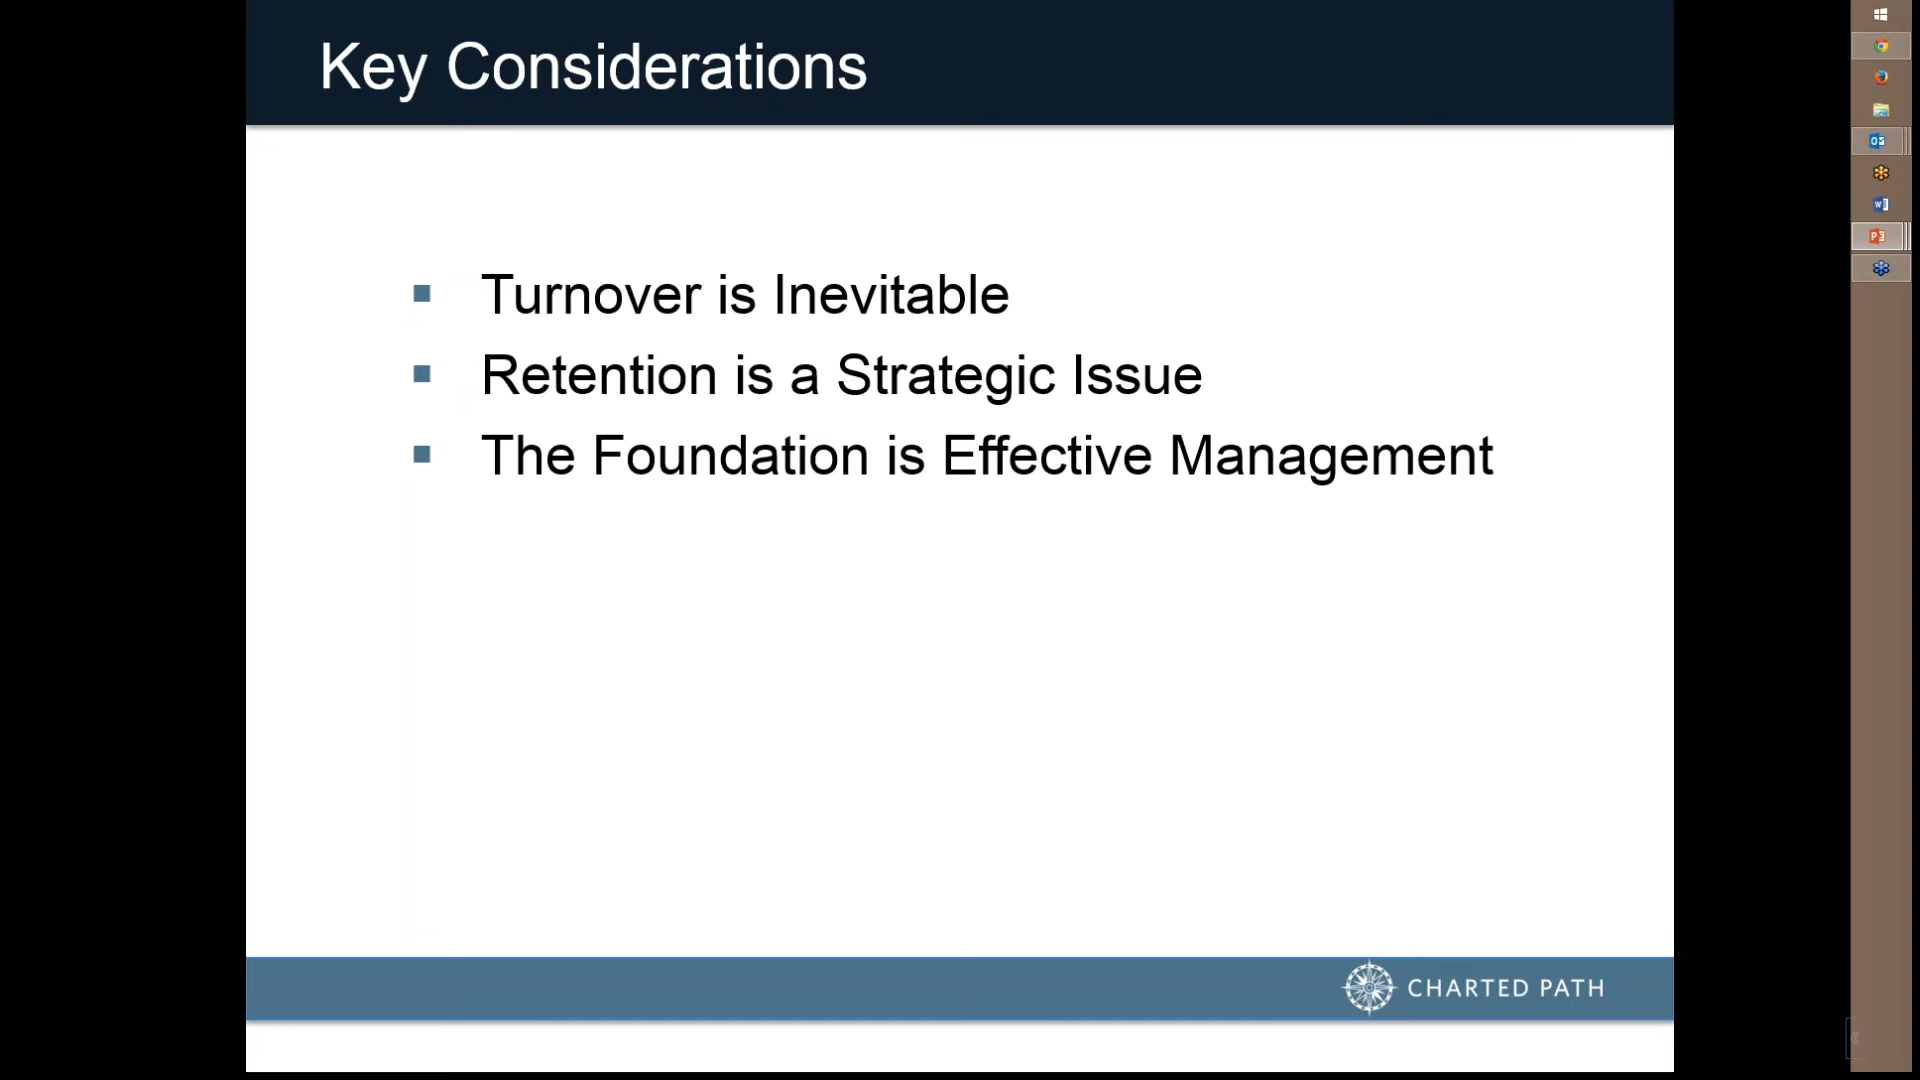 Key Considerations
Turnover is Inevitable
Retention is a Strategic Issue
The Foundation is Effective Management
CHARTED PATH